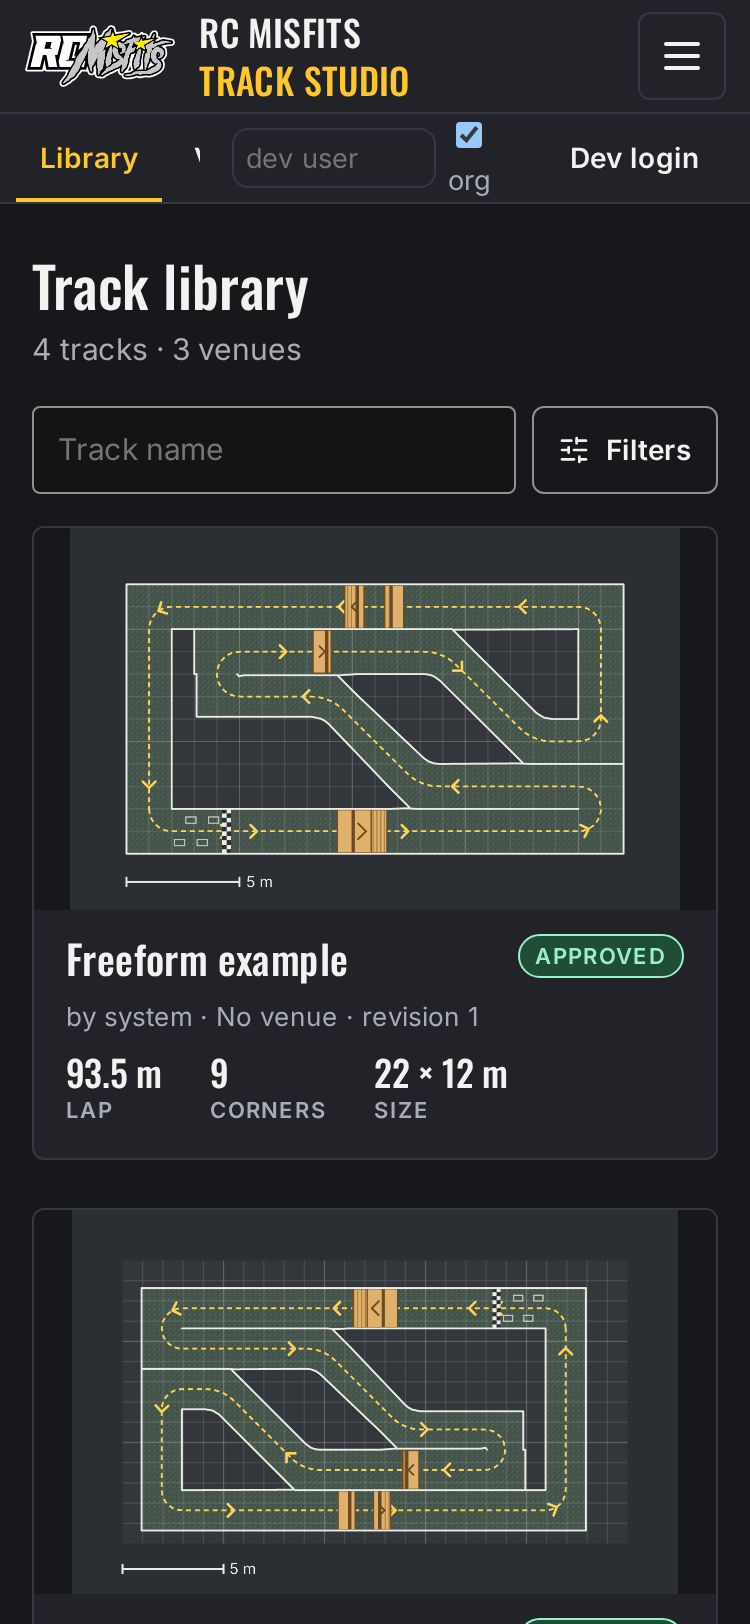 RC Misfits
RC MISFITS
TRACK STUDIO
Library
dev user
org
Dev login
Track library
4 tracks · 3 venues
Track name
Filters
5 m
Freeform example
APPROVED
by system · No venue · revision 1
93.5 m
9
22 × 12 m
LAP
CORNERS
SIZE
5 m